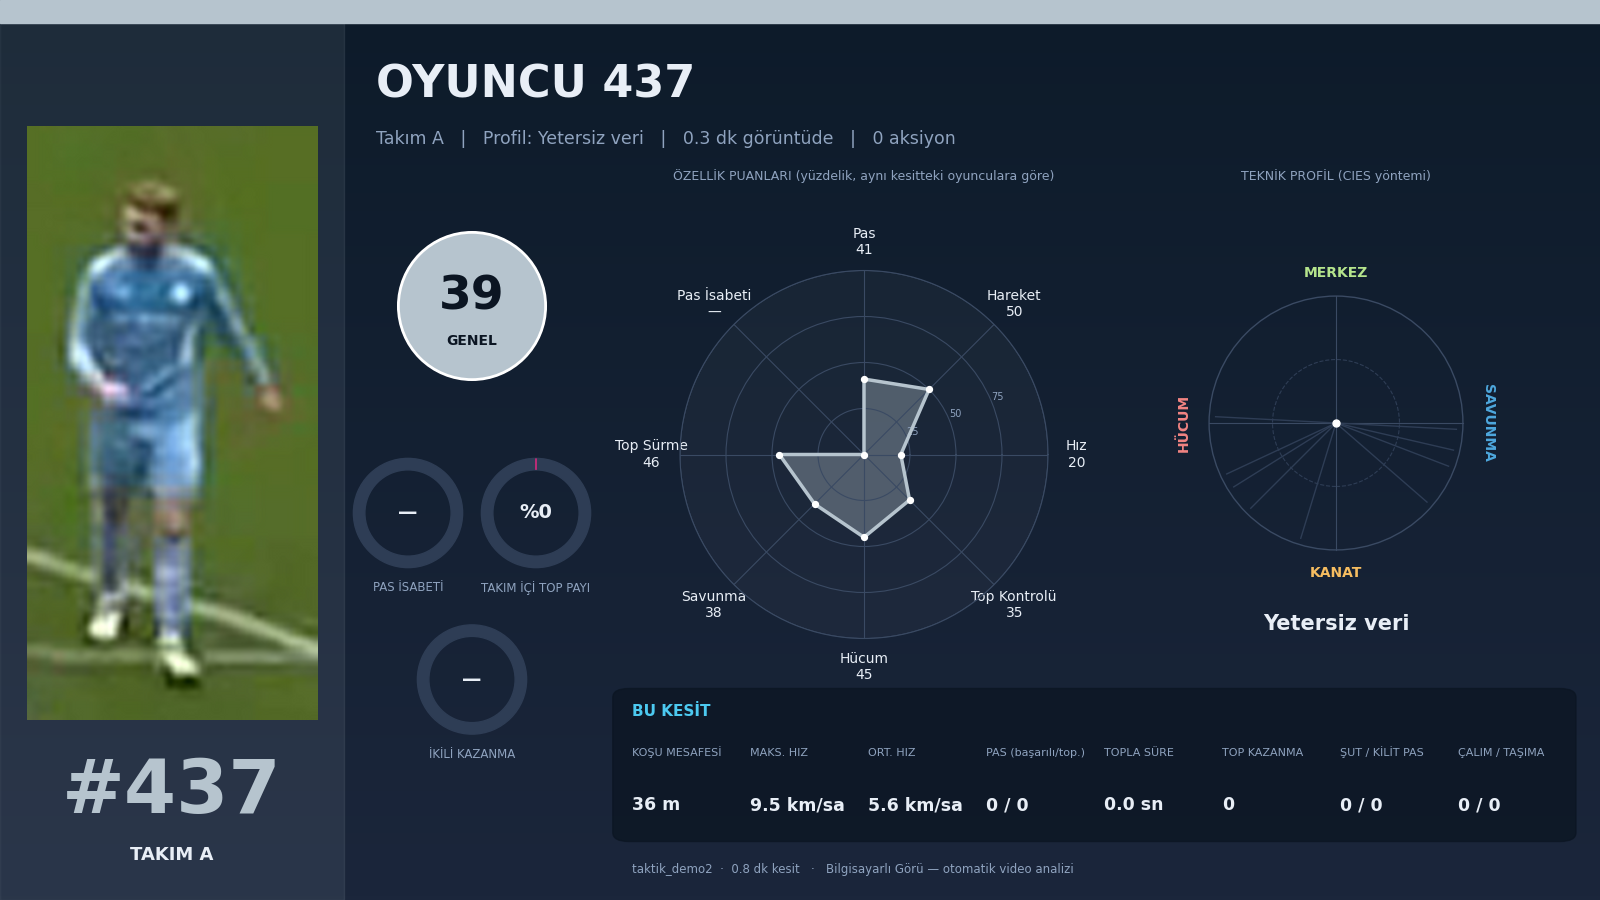 OYUNCU 437
Takım A | Profil: Yetersiz veri | 0.3 dk görüntüde | 0 aksiyon
ÖZELLİK PUANLARI (yüzdelik, aynı kesitteki oyunculara göre)
TEKNİK PROFİL (CIES yöntemi)
39
GENEL
—
PAS İSABETİ
%0
TAKIM İÇİ TOP PAYI
—
İKİLİ KAZANMA
Pas
41
Hareket
50
Hız
20
Top Kontrolü
35
Hücum
45
Savunma
38
Top Sürme
46
Pas İsabeti
—
25
50
75
MERKEZ
HÜCUM
SAVUNMA
KANAT
Yetersiz veri
#437
TAKIM A
BU KESİT
KOŞU MESAFESİ MAKS. HIZ ORT. HIZ PAS (başarılı/top.) TOPLA SÜRE TOP KAZANMA ŞUT / KİLİT PAS ÇALIM / TAŞIMA
36 m 9.5 km/sa 5.6 km/sa 0 / 0 0.0 sn 0 0 / 0 0 / 0
taktik_demo2 · 0.8 dk kesit · Bilgisayarlı Görü — otomatik video analizi